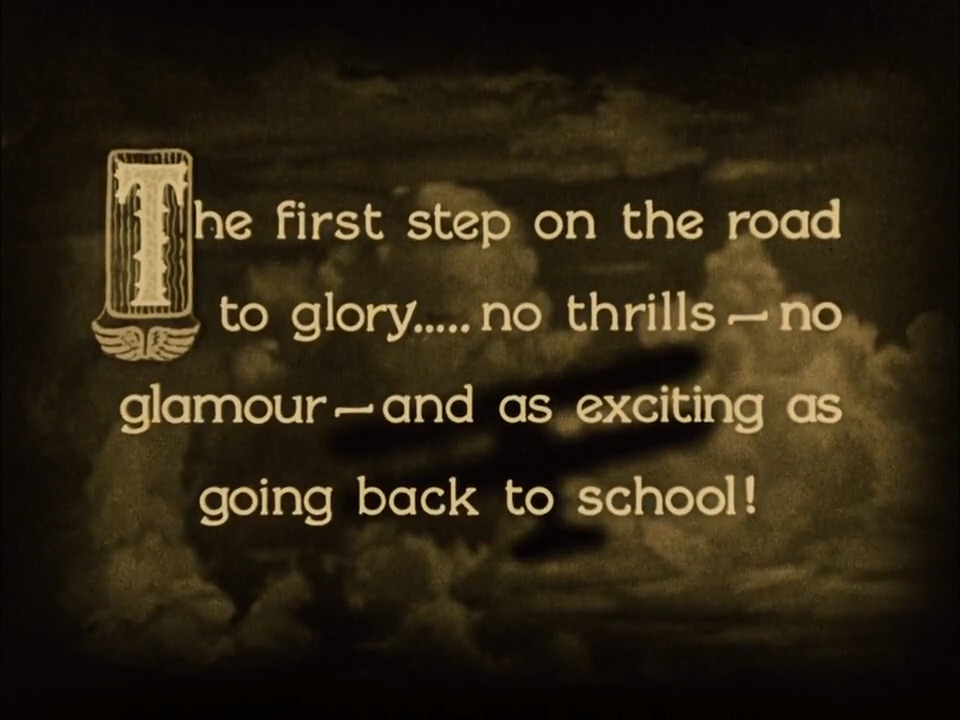 The first step on the road
to glory..... no thrills — no
glamour — and as exciting as
going back to school!